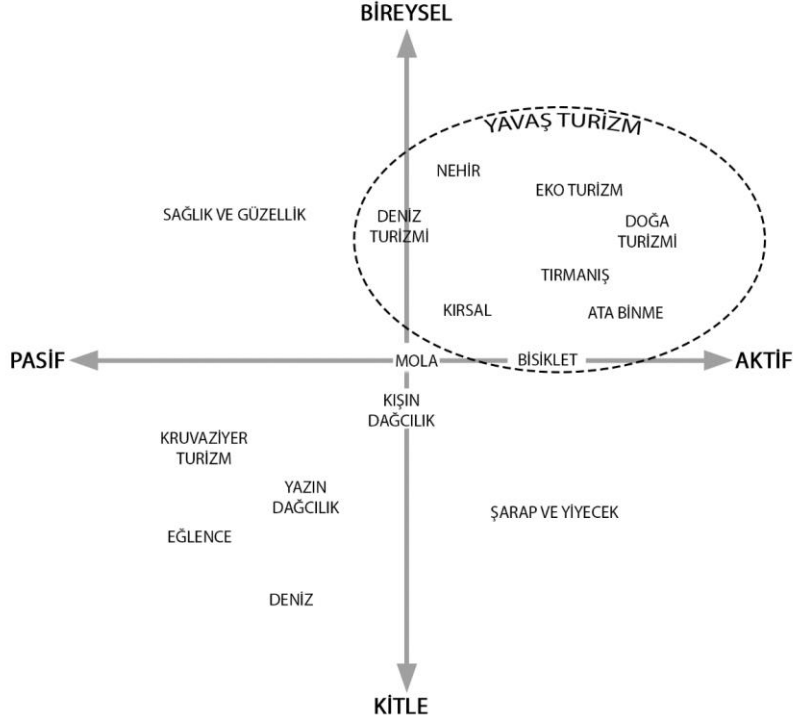 BİREYSEL
YAVAŞ TURİZM
NEHİR
EKO TURİZM
SAĞLIK VE GÜZELLİK
DENİZ
TURİZMİ
DOĞA
TURİZMİ
TIRMANIŞ
KIRSAL
ATA BİNME
PASİF
MOLA
BİSİKLET
AKTİF
KIŞIN
DAĞCILIK
KRUVAZİYER
TURİZM
YAZIN
DAĞCILIK
ŞARAP VE YİYECEK
EĞLENCE
DENİZ
KİTLE